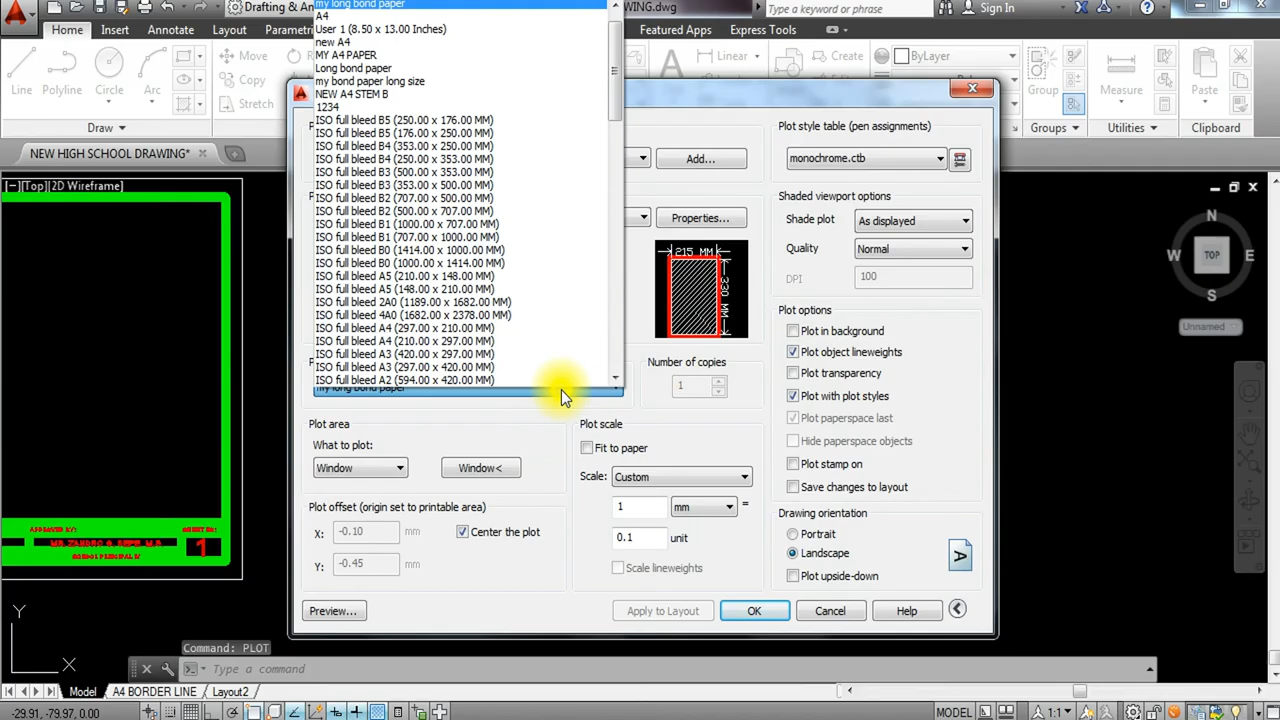 Drafting & An
my long bond paper
WING.dwg
Type a keyword or phrase
Sign In
Home
Insert
Annotate
Layout
Parametri
Featured Apps
Express Tools
A4
User 1 (8.50 x 13.00 Inches)
new A4
MY A4 PAPER
Long bond paper
my bond paper long size
NEW A4 STEM B
1234
ISO full bleed B5 (250.00 x 176.00 MM)
ISO full bleed B5 (176.00 x 250.00 MM)
ISO full bleed B4 (353.00 x 250.00 MM)
ISO full bleed B4 (250.00 x 353.00 MM)
ISO full bleed B3 (500.00 x 353.00 MM)
ISO full bleed B3 (353.00 x 500.00 MM)
ISO full bleed B2 (707.00 x 500.00 MM)
ISO full bleed B2 (500.00 x 707.00 MM)
ISO full bleed B1 (1000.00 x 707.00 MM)
ISO full bleed B1 (707.00 x 1000.00 MM)
ISO full bleed B0 (1414.00 x 1000.00 MM)
ISO full bleed B0 (1000.00 x 1414.00 MM)
ISO full bleed A5 (210.00 x 148.00 MM)
ISO full bleed A5 (148.00 x 210.00 MM)
ISO full bleed 2A0 (1189.00 x 1682.00 MM)
ISO full bleed 4A0 (1682.00 x 2378.00 MM)
ISO full bleed A4 (297.00 x 210.00 MM)
ISO full bleed A4 (210.00 x 297.00 MM)
ISO full bleed A3 (420.00 x 297.00 MM)
ISO full bleed A3 (297.00 x 420.00 MM)
ISO full bleed A2 (594.00 x 420.00 MM)
my long bond paper
Line
Polyline
Circle
Arc
Move
Copy
Stretch
Draw
Linear
Create
ByLayer
Group
Measure
Paste
Groups
Utilities
Clipboard
NEW HIGH SCHOOL DRAWING*
[−][Top][2D Wireframe]
Add...
Properties...
215 MM
330 MM
Number of copies
1
Plot style table (pen assignments)
monochrome.ctb
Shaded viewport options
Shade plot
As displayed
Quality
Normal
DPI
100
Plot options
Plot in background
Plot object lineweights
Plot transparency
Plot with plot styles
Plot paperspace last
Hide paperspace objects
Plot stamp on
Save changes to layout
Drawing orientation
Portrait
Landscape
Plot upside-down
A
Plot area
What to plot:
Window
Window<
Plot offset (origin set to printable area)
X:
-0.10
mm
Center the plot
Y:
-0.45
mm
Plot scale
Fit to paper
Scale:
Custom
1
mm
=
0.1
unit
Scale lineweights
Preview...
Apply to Layout
OK
Cancel
Help
N
W
TOP
E
S
Unnamed
1
Y
X
Command: PLOT
Type a command
Model
A4 BORDER LINE
Layout2
-29.91, -79.97, 0.00
MODEL
1:1